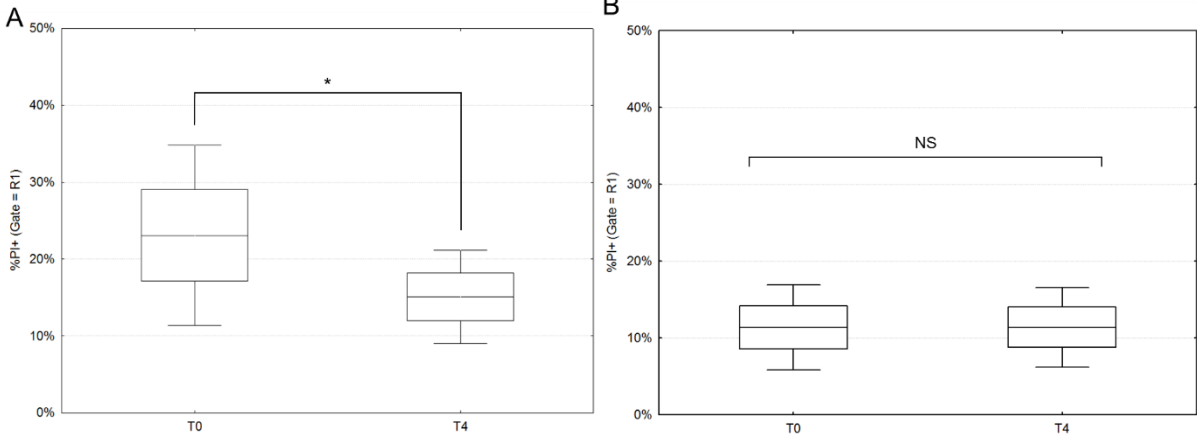 A
50%
40%
30%
20%
10%
0%
%PI+ (Gate = R1)
*
T0
T4
B
50%
40%
30%
20%
10%
0%
%PI+ (Gate = R1)
NS
T0
T4